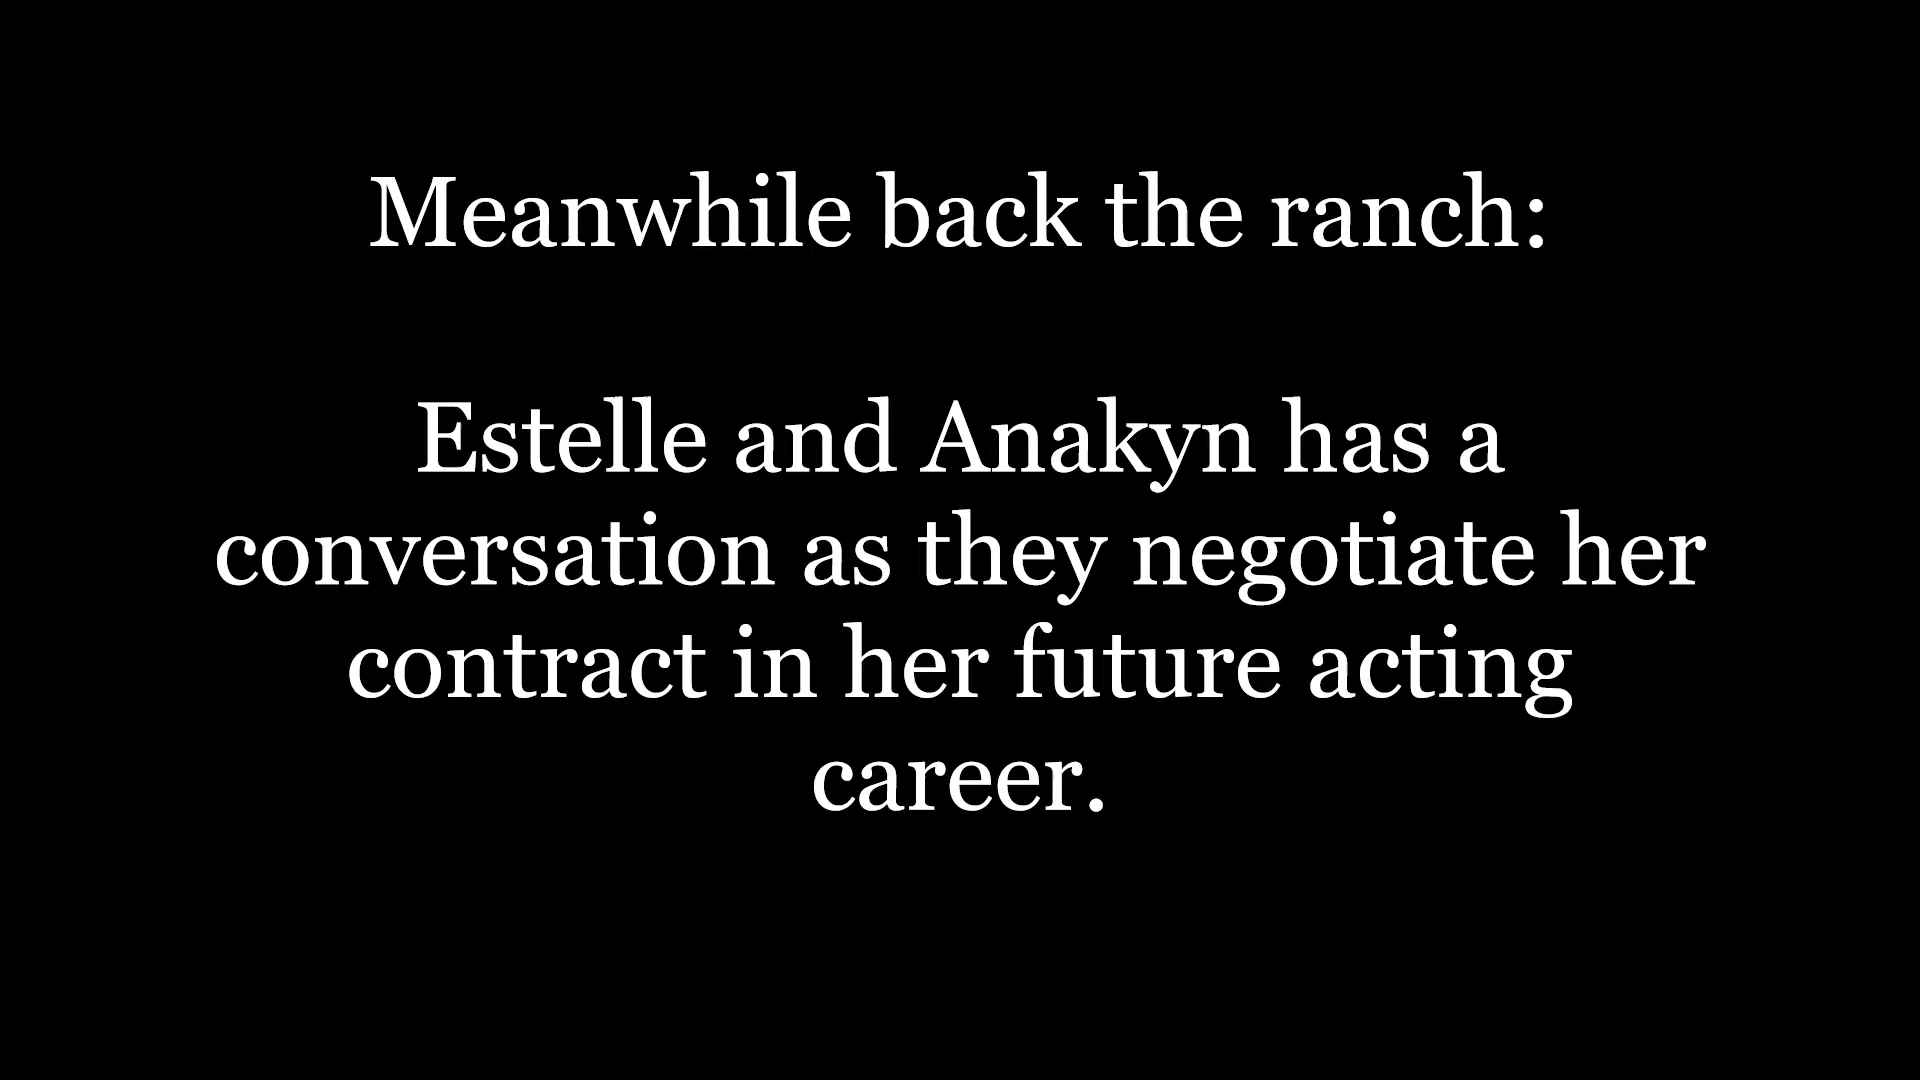 Meanwhile back the ranch:
Estelle and Anakyn has a
conversation as they negotiate her
contract in her future acting
career.